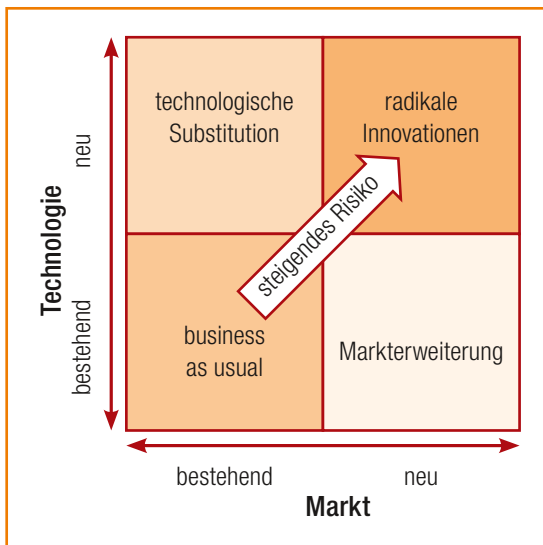 technologische
Substitution
radikale
Innovationen
neu
Technologie
steigendes Risiko
bestehend
business
as usual
Markterweiterung
bestehend
neu
Markt